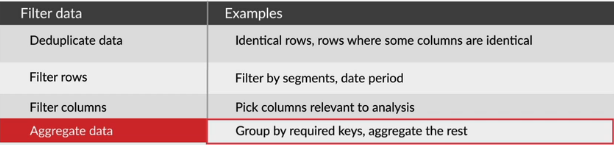 Filter data Examples
Deduplicate data Identical rows, rows where some columns are identical
Filter rows Filter by segments, date period
Filter columns Pick columns relevant to analysis
Aggregate data Group by required keys, aggregate the rest